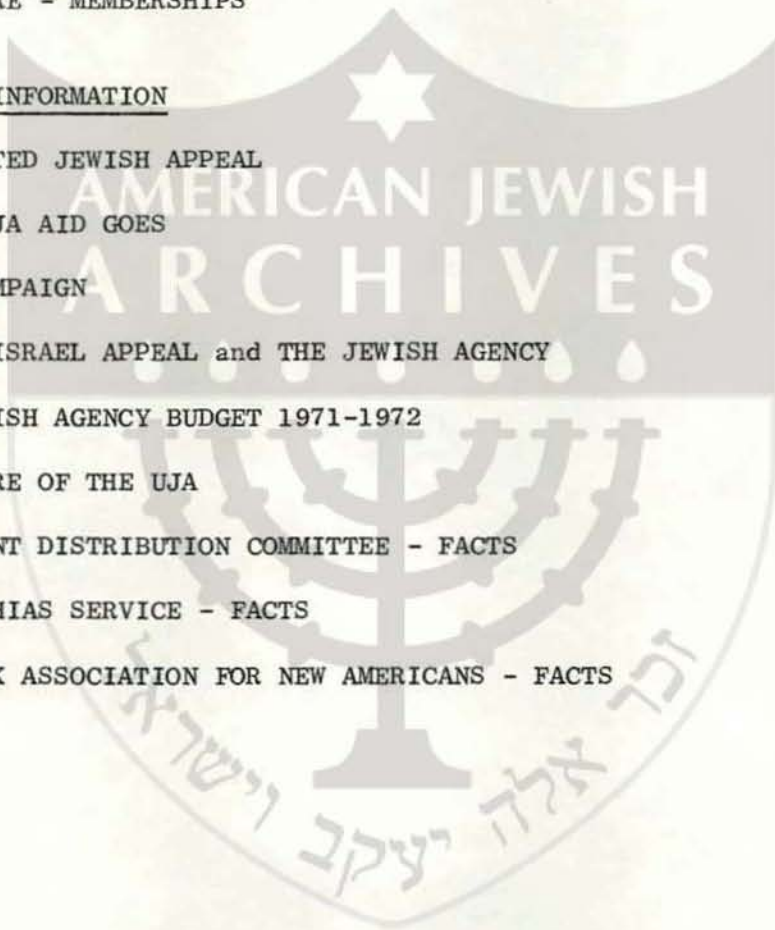 - MEMBERSHIPS
INFORMATION
TED JEWISH APPEAL
JA AID GOES
MPAIGN
ISRAEL APPEAL and THE JEWISH AGENCY
ISH AGENCY BUDGET 1971-1972
RE OF THE UJA
NT DISTRIBUTION COMMITTEE - FACTS
HIAS SERVICE - FACTS
K ASSOCIATION FOR NEW AMERICANS - FACTS
AMERICAN JEWISH
ARCHIVES
זכר אלה יעקב וישראל